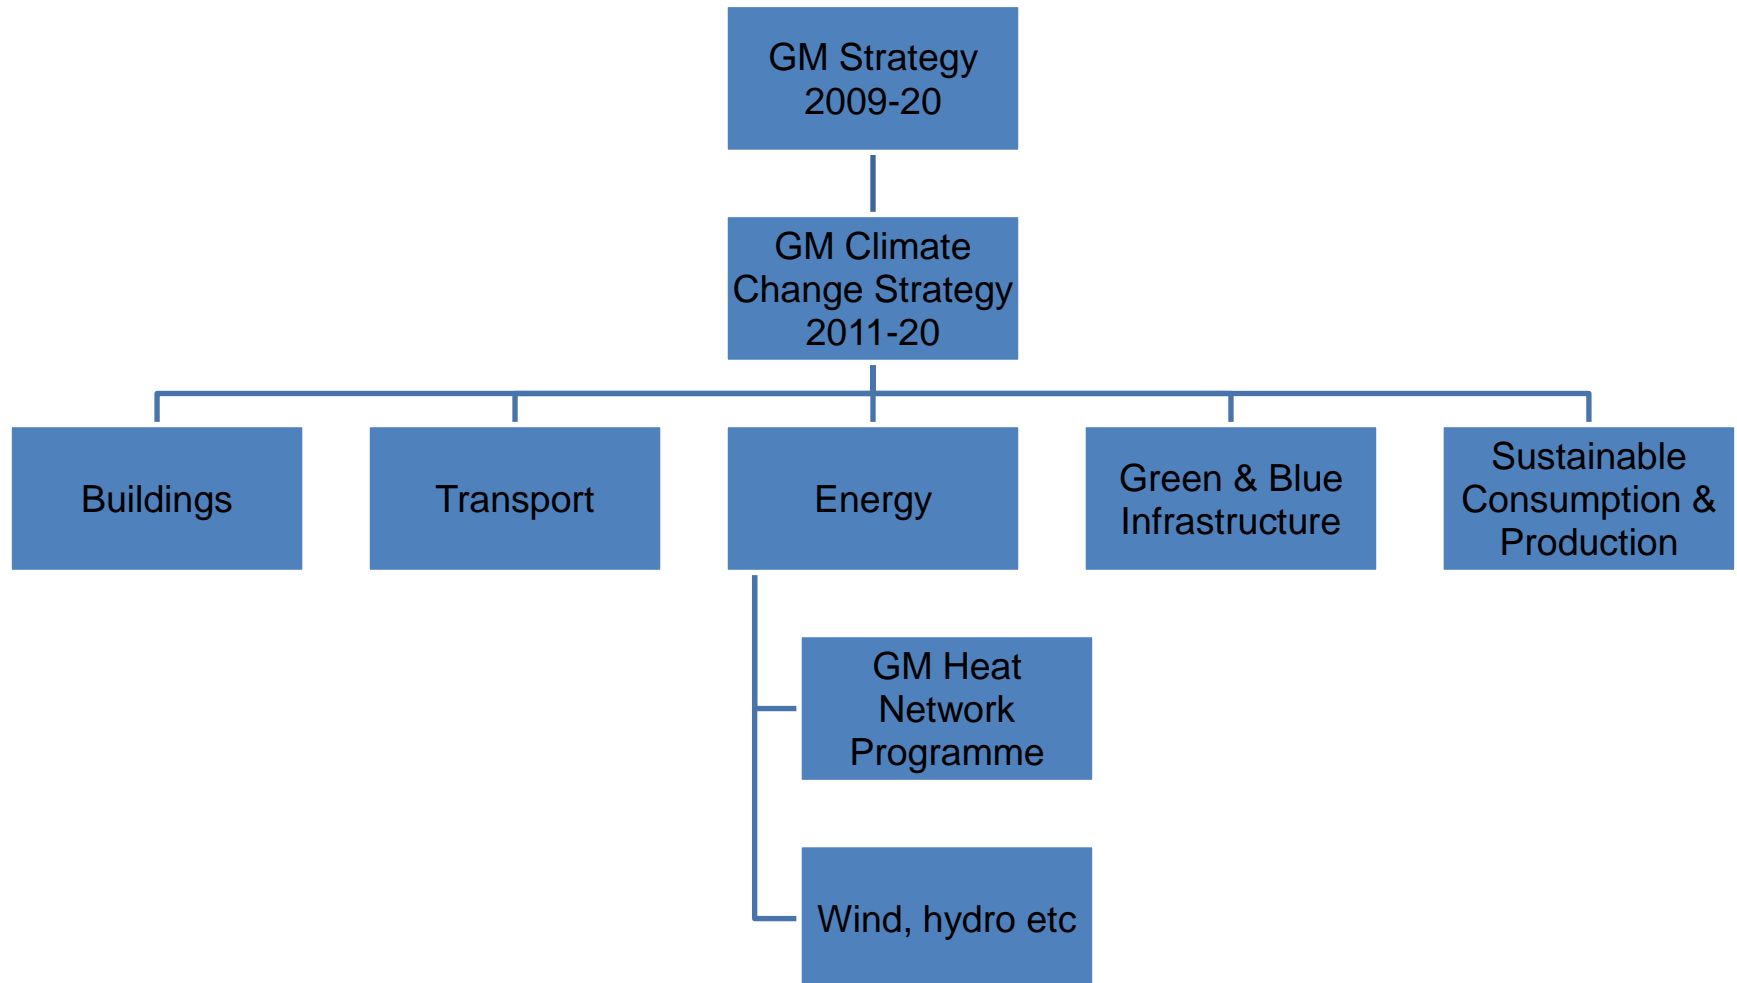 GM Strategy
2009-20
GM Climate
Change Strategy
2011-20
Buildings
Transport
Energy
Green & Blue
Infrastructure
Sustainable
Consumption &
Production
GM Heat
Network
Programme
Wind, hydro etc